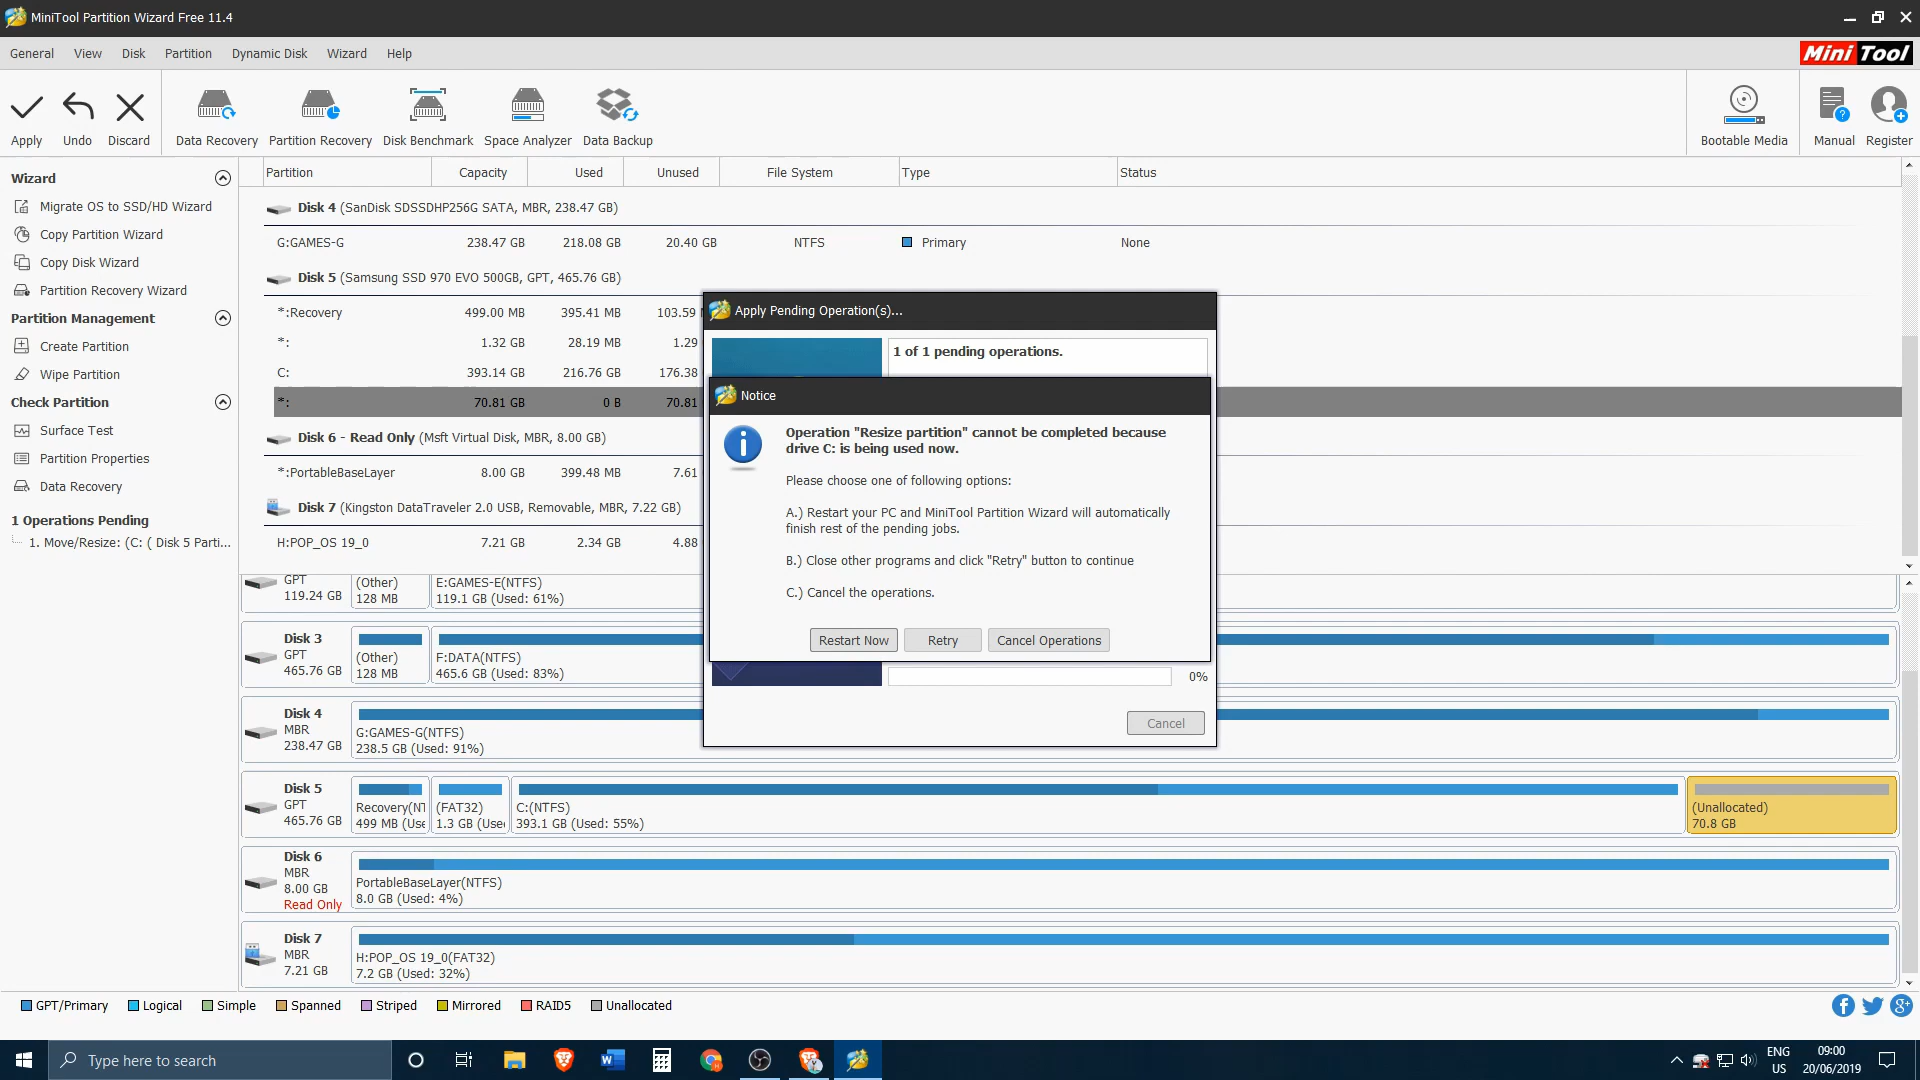 MiniTool Partition Wizard Free 11.4
General View Disk Partition Dynamic Disk Wizard Help
Mini Tool
Apply Undo Discard Data Recovery Partition Recovery Disk Benchmark Space Analyzer Data Backup Bootable Media Manual Register
Wizard
Migrate OS to SSD/HD Wizard
Copy Partition Wizard
Copy Disk Wizard
Partition Recovery Wizard
Partition Management
Create Partition
Wipe Partition
Check Partition
Surface Test
Partition Properties
Data Recovery
1 Operations Pending
1. Move/Resize: (C: ( Disk 5 Parti...
Partition Capacity Used Unused File System Type Status
Disk 4 (SanDisk SDSSDHP256G SATA, MBR, 238.47 GB)
G:GAMES-G 238.47 GB 218.08 GB 20.40 GB NTFS Primary None
Disk 5 (Samsung SSD 970 EVO 500GB, GPT, 465.76 GB)
*:Recovery 499.00 MB 395.41 MB 103.59
*: 1.32 GB 28.19 MB 1.29
C: 393.14 GB 216.76 GB 176.38
*: 70.81 GB 0 B 70.81
Disk 6 - Read Only (Msft Virtual Disk, MBR, 8.00 GB)
*:PortableBaseLayer 8.00 GB 399.48 MB 7.61
Disk 7 (Kingston DataTraveler 2.0 USB, Removable, MBR, 7.22 GB)
H:POP_OS 19_0 7.21 GB 2.34 GB 4.88
Apply Pending Operation(s)...
1 of 1 pending operations.
Notice
Operation "Resize partition" cannot be completed because
drive C: is being used now.
Please choose one of following options:
A.) Restart your PC and MiniTool Partition Wizard will automatically
finish rest of the pending jobs.
B.) Close other programs and click "Retry" button to continue
C.) Cancel the operations.
Restart Now Retry Cancel Operations
0%
Cancel
GPT
119.24 GB
(Other)
128 MB
E:GAMES-E(NTFS)
119.1 GB (Used: 61%)
Disk 3
GPT
465.76 GB
(Other)
128 MB
F:DATA(NTFS)
465.6 GB (Used: 83%)
Disk 4
MBR
238.47 GB
G:GAMES-G(NTFS)
238.5 GB (Used: 91%)
Disk 5
GPT
465.76 GB
Recovery(NT
499 MB (Use
(FAT32)
1.3 GB (Used
C:(NTFS)
393.1 GB (Used: 55%)
(Unallocated)
70.8 GB
Disk 6
MBR
8.00 GB
Read Only
PortableBaseLayer(NTFS)
8.0 GB (Used: 4%)
Disk 7
MBR
7.21 GB
H:POP_OS 19_0(FAT32)
7.2 GB (Used: 32%)
GPT/Primary Logical Simple Spanned Striped Mirrored RAID5 Unallocated
Type here to search
ENG
US
09:00
20/06/2019